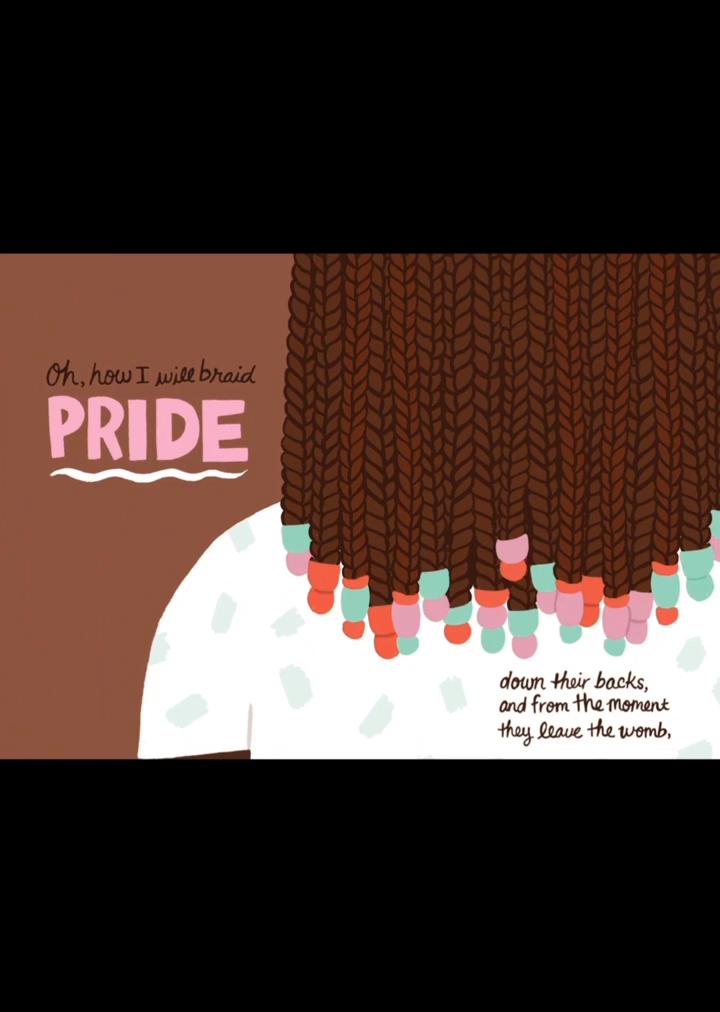 Oh, how I will braid
PRIDE
down their backs,
and from the moment
they leave the womb,